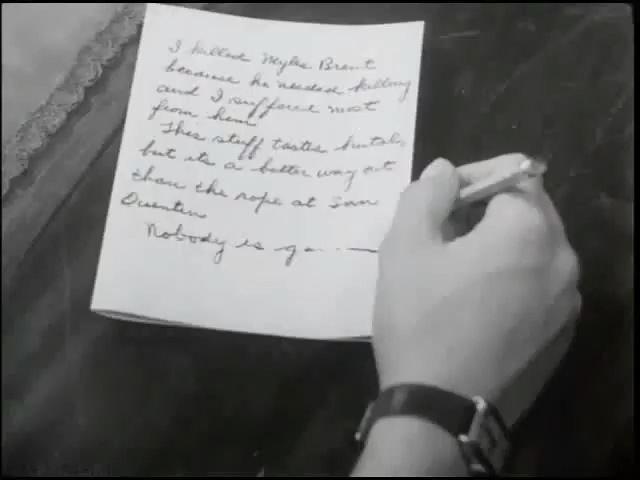 I killed Myles Brent
because he needed killing
and I suffered most
from him.
This stuff tastes brutal,
but its a better way out
than the rope at San
Quentin
Nobody is g